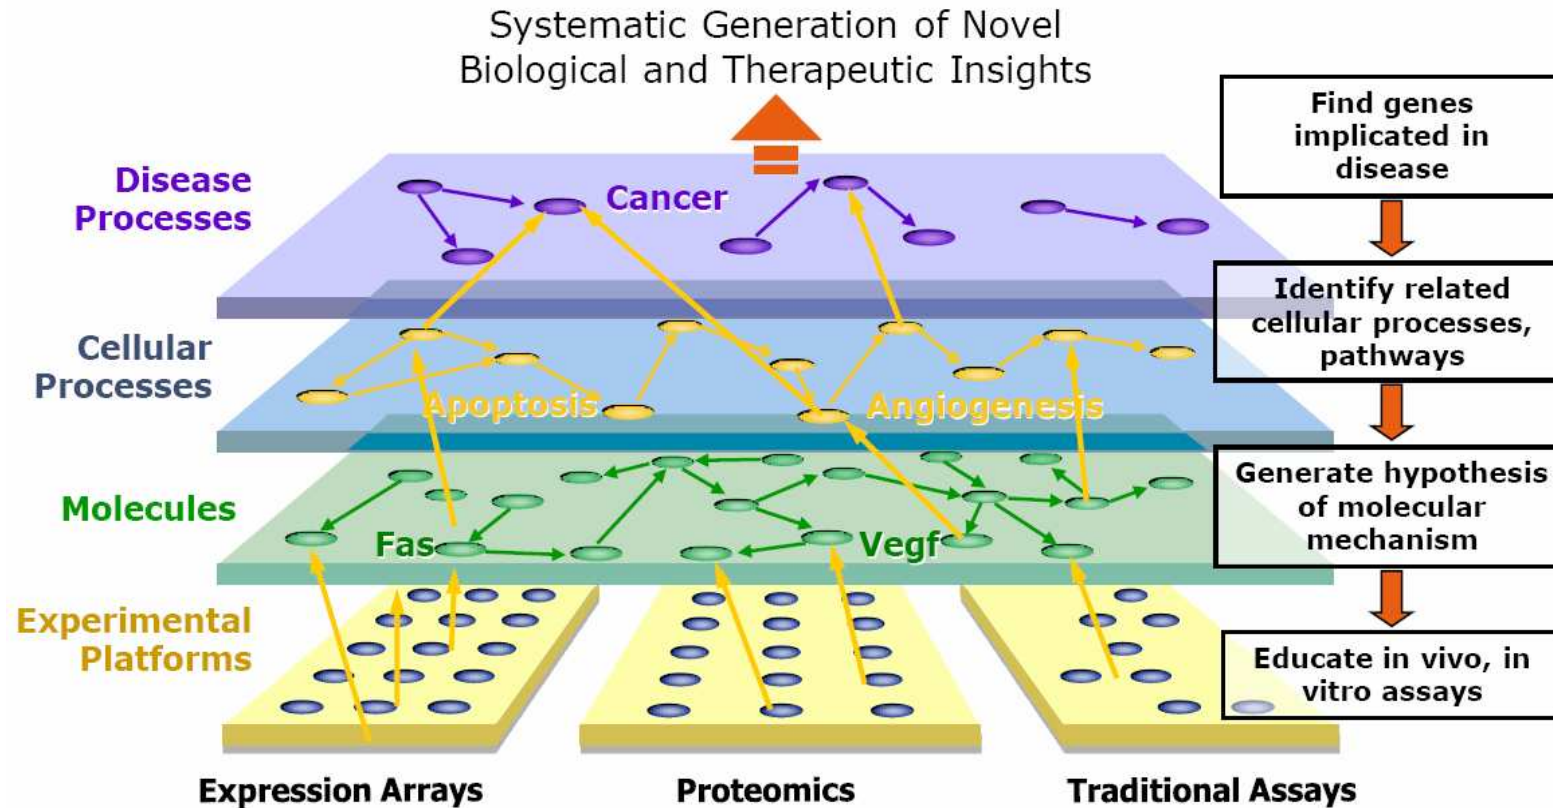 Systematic Generation of Novel
Biological and Therapeutic Insights
Find genes
implicated in
disease
Disease
Processes
Cancer
Identify related
cellular processes,
pathways
Cellular
Processes
Apoptosis
Angiogenesis
Generate hypothesis
of molecular
mechanism
Molecules
Fas
Vegf
Experimental
Platforms
Educate in vivo, in
vitro assays
Expression Arrays
Proteomics
Traditional Assays